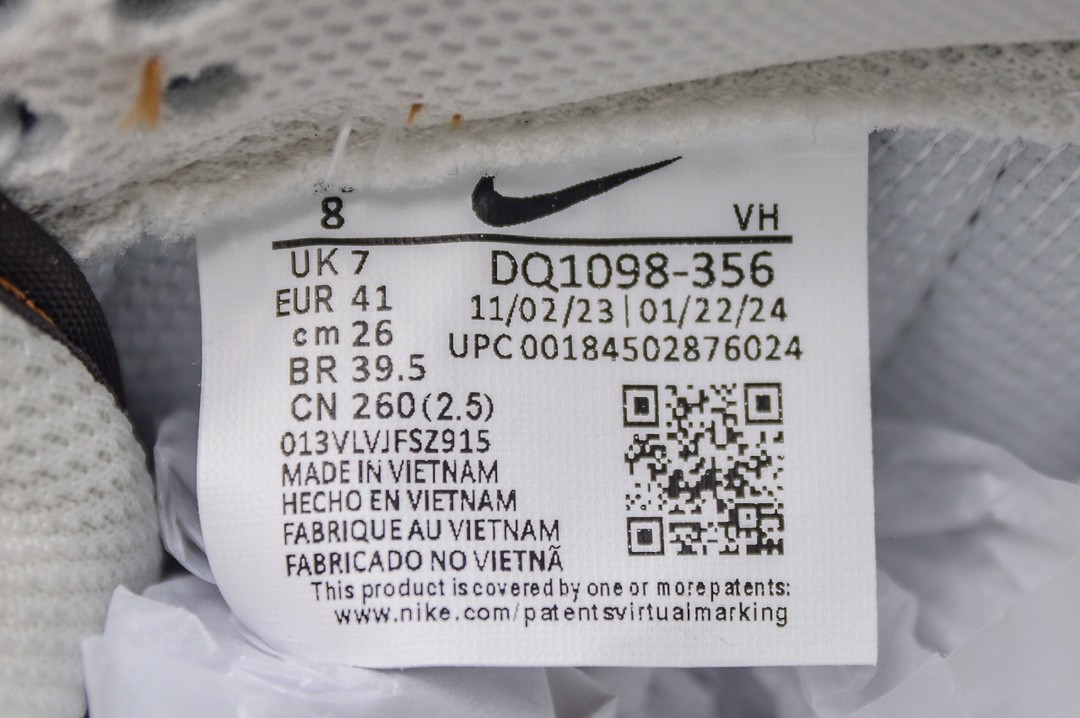 8
VH
UK 7
EUR 41
cm 26
BR 39.5
CN 260 (2.5)
DQ1098-356
11/02/23 | 01/22/24
UPC 00184502876024
013VLVJFSZ915
MADE IN VIETNAM
HECHO EN VIETNAM
FABRIQUE AU VIETNAM
FABRICADO NO VIETNÃ
This product is covered by one or more patents:
www.nike.com/patentsvirtualmarking